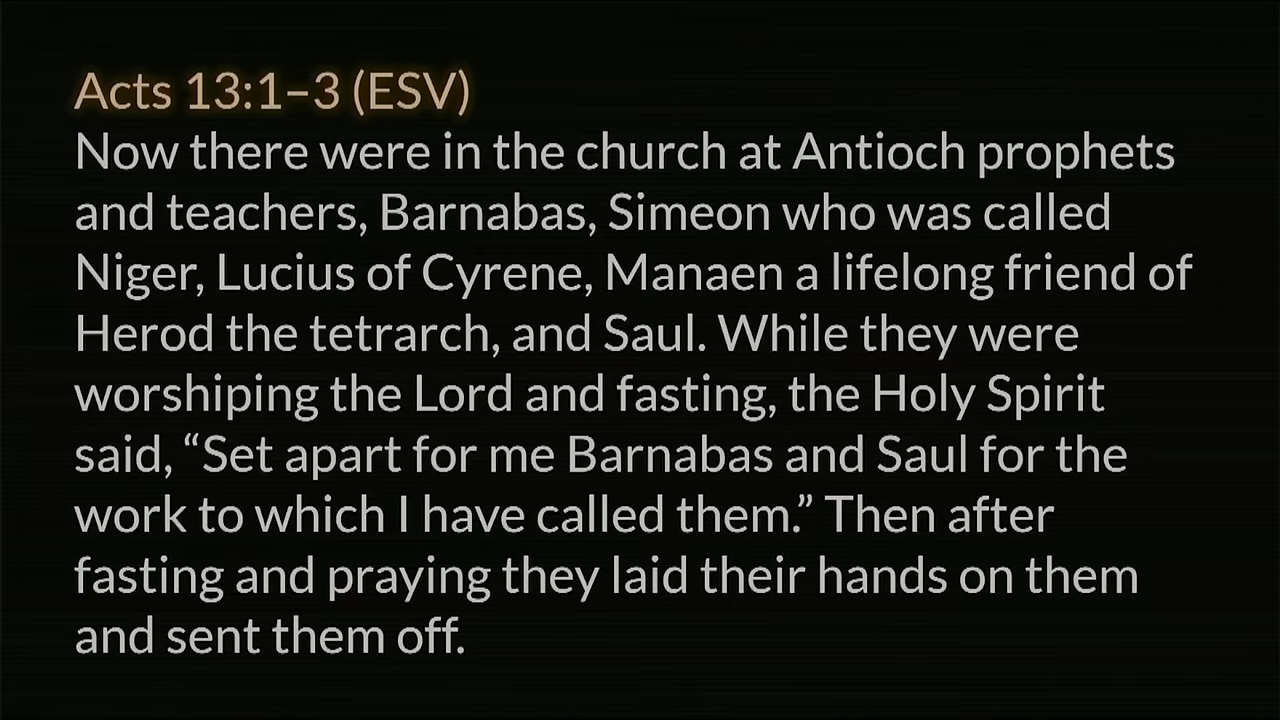 Acts 13:1–3 (ESV)
Now there were in the church at Antioch prophets
and teachers, Barnabas, Simeon who was called
Niger, Lucius of Cyrene, Manaen a lifelong friend of
Herod the tetrarch, and Saul. While they were
worshiping the Lord and fasting, the Holy Spirit
said, “Set apart for me Barnabas and Saul for the
work to which I have called them.” Then after
fasting and praying they laid their hands on them
and sent them off.